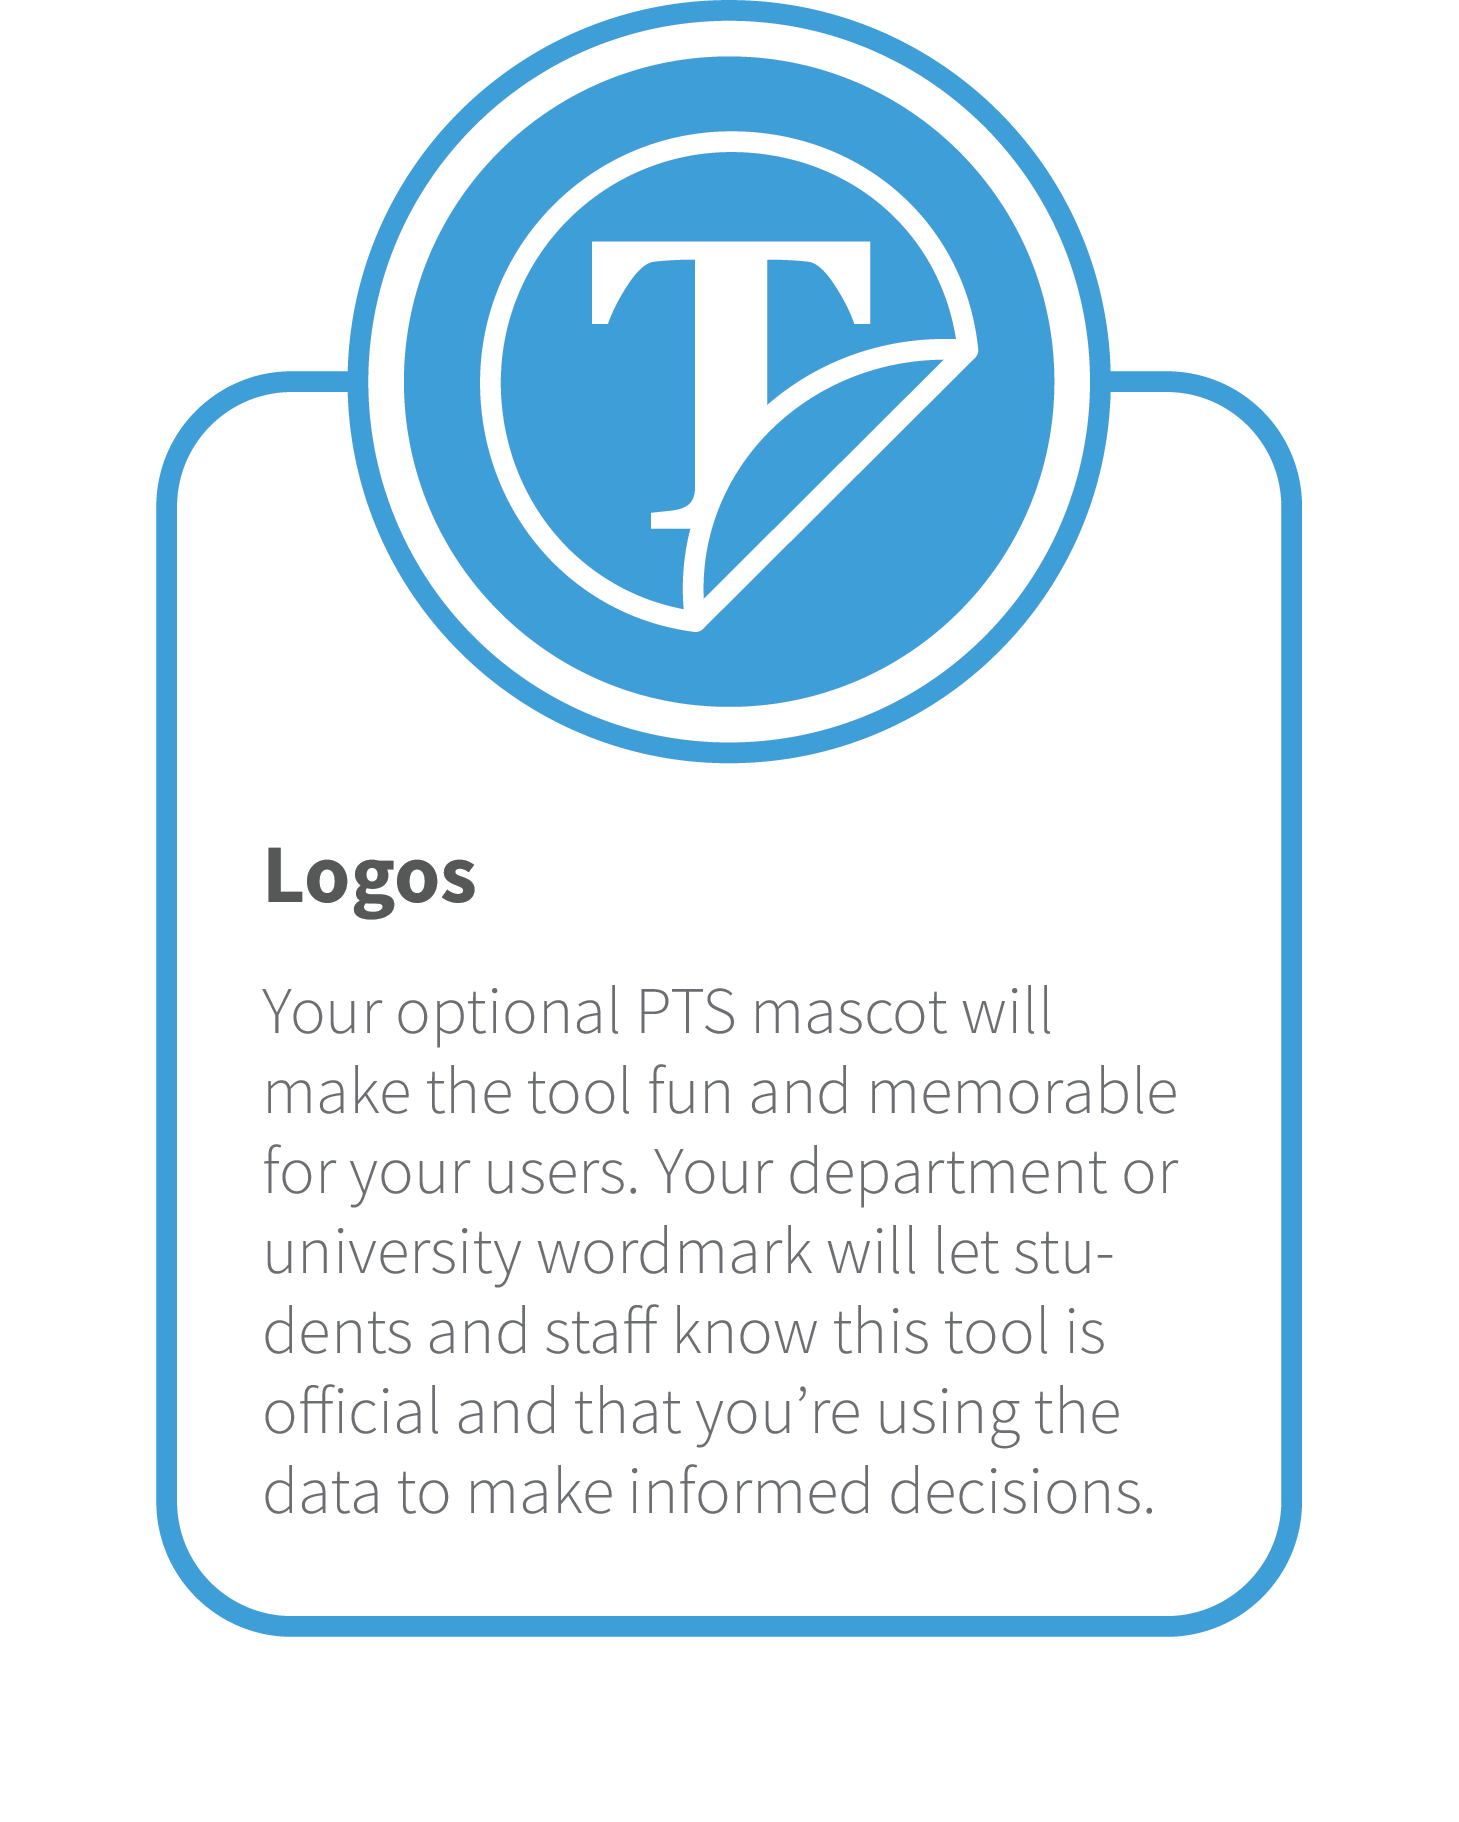 T
Logos
Your optional PTS mascot will
make the tool fun and memorable
for your users. Your department or
university wordmark will let stu-
dents and staff know this tool is
official and that you’re using the
data to make informed decisions.